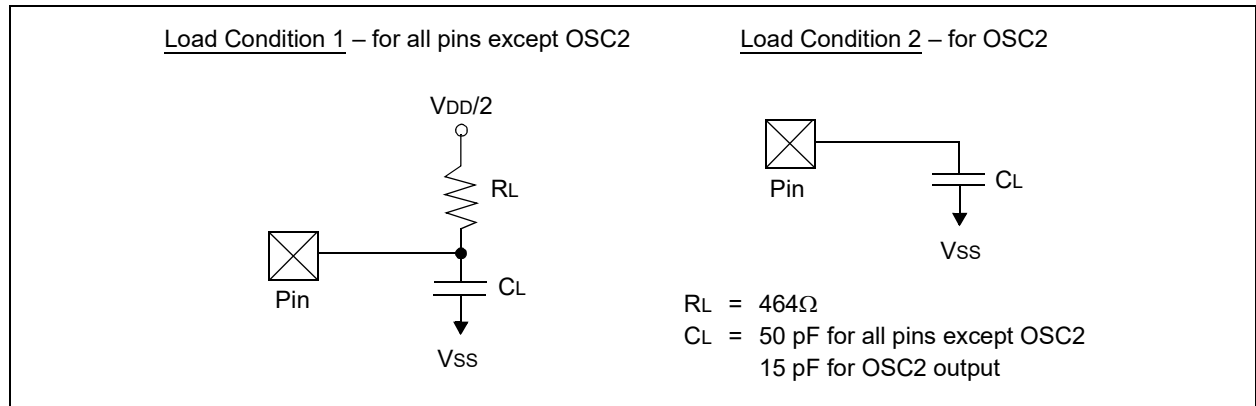 Load Condition 1 – for all pins except OSC2
VDD/2
RL
Pin
CL
VSS
Load Condition 2 – for OSC2
Pin
CL
VSS
RL = 464Ω
CL = 50 pF for all pins except OSC2
15 pF for OSC2 output